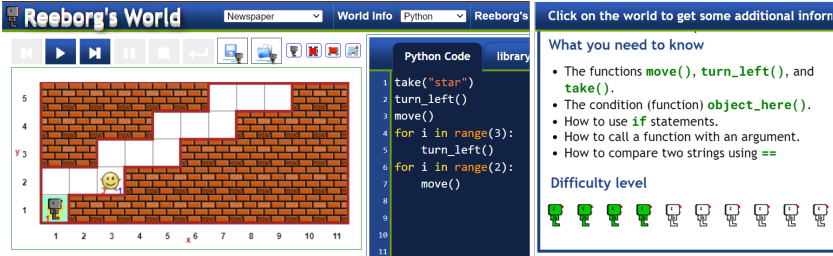 Reeborg's World
Newspaper
World Info
Python
Reeborg's
Python Code
library
1 take("star")
2 turn_left()
3 move()
4 for i in range(3):
5 turn_left()
6 for i in range(2):
7 move()
8
9
10
11
5
4
y 3
2
1
1 2 3 4 5 6 7 8 9 10 11
x
3 1
1
Click on the world to get some additional inform
What you need to know
• The functions move(), turn_left(), and
take().
• The condition (function) object_here().
• How to use if statements.
• How to call a function with an argument.
• How to compare two strings using ==
Difficulty level